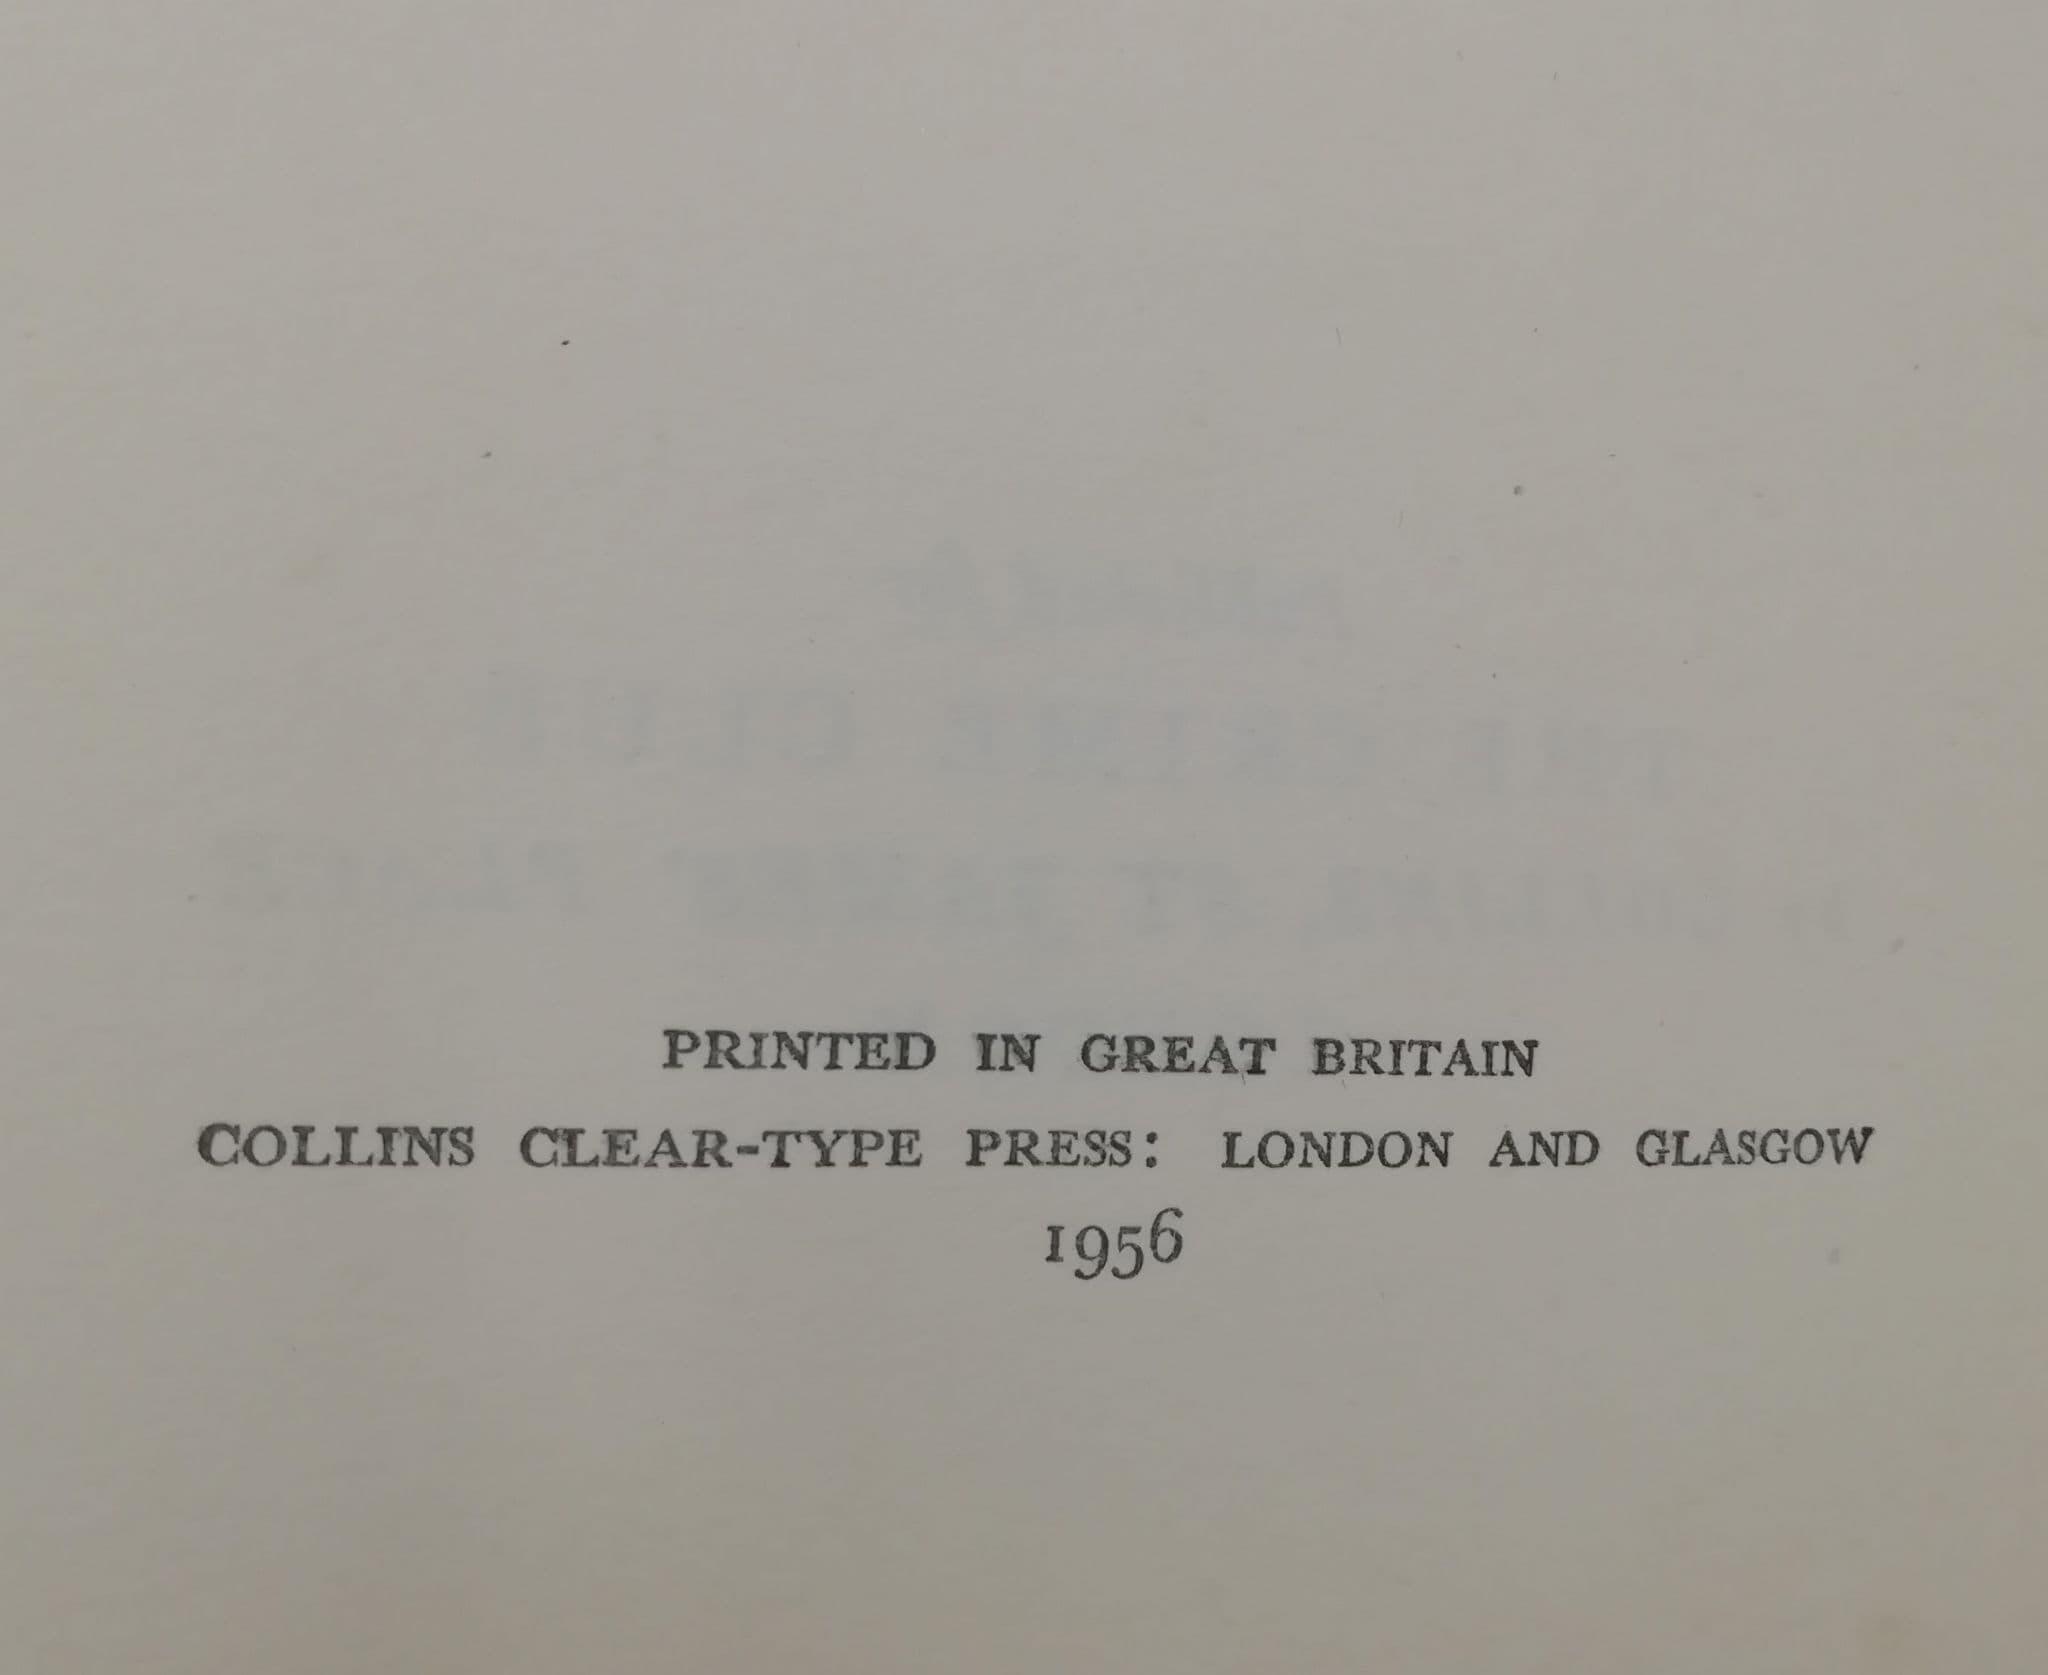 PRINTED IN GREAT BRITAIN
COLLINS CLEAR-TYPE PRESS: LONDON AND GLASGOW
1956